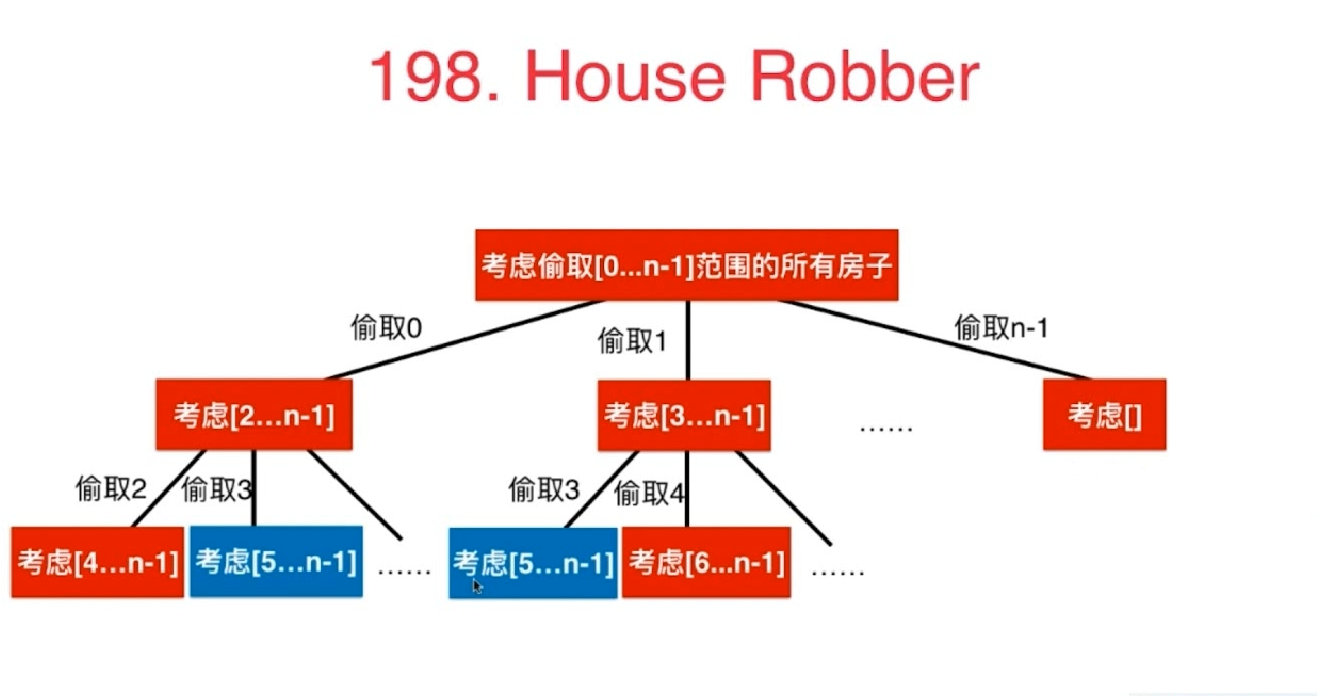 198. House Robber
考虑偷取[0...n-1]范围的所有房子
偷取0
偷取1
偷取n-1
考虑[2...n-1]
考虑[3...n-1]
......
考虑[]
偷取2
偷取3
偷取3
偷取4
考虑[4...n-1]
考虑[5...n-1]
......
考虑[5...n-1]
考虑[6...n-1]
......